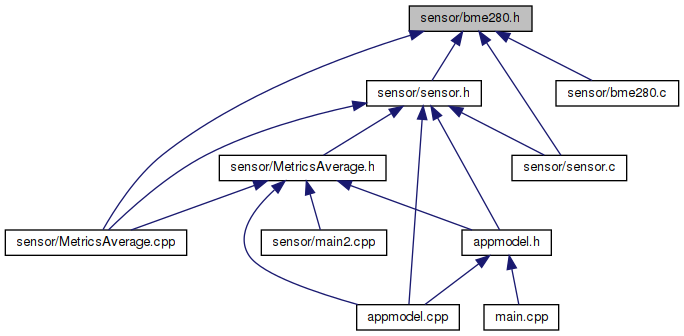 sensor/bme280.h
sensor/sensor.h
sensor/bme280.c
sensor/MetricsAverage.h
sensor/sensor.c
sensor/MetricsAverage.cpp
sensor/main2.cpp
appmodel.h
appmodel.cpp
main.cpp